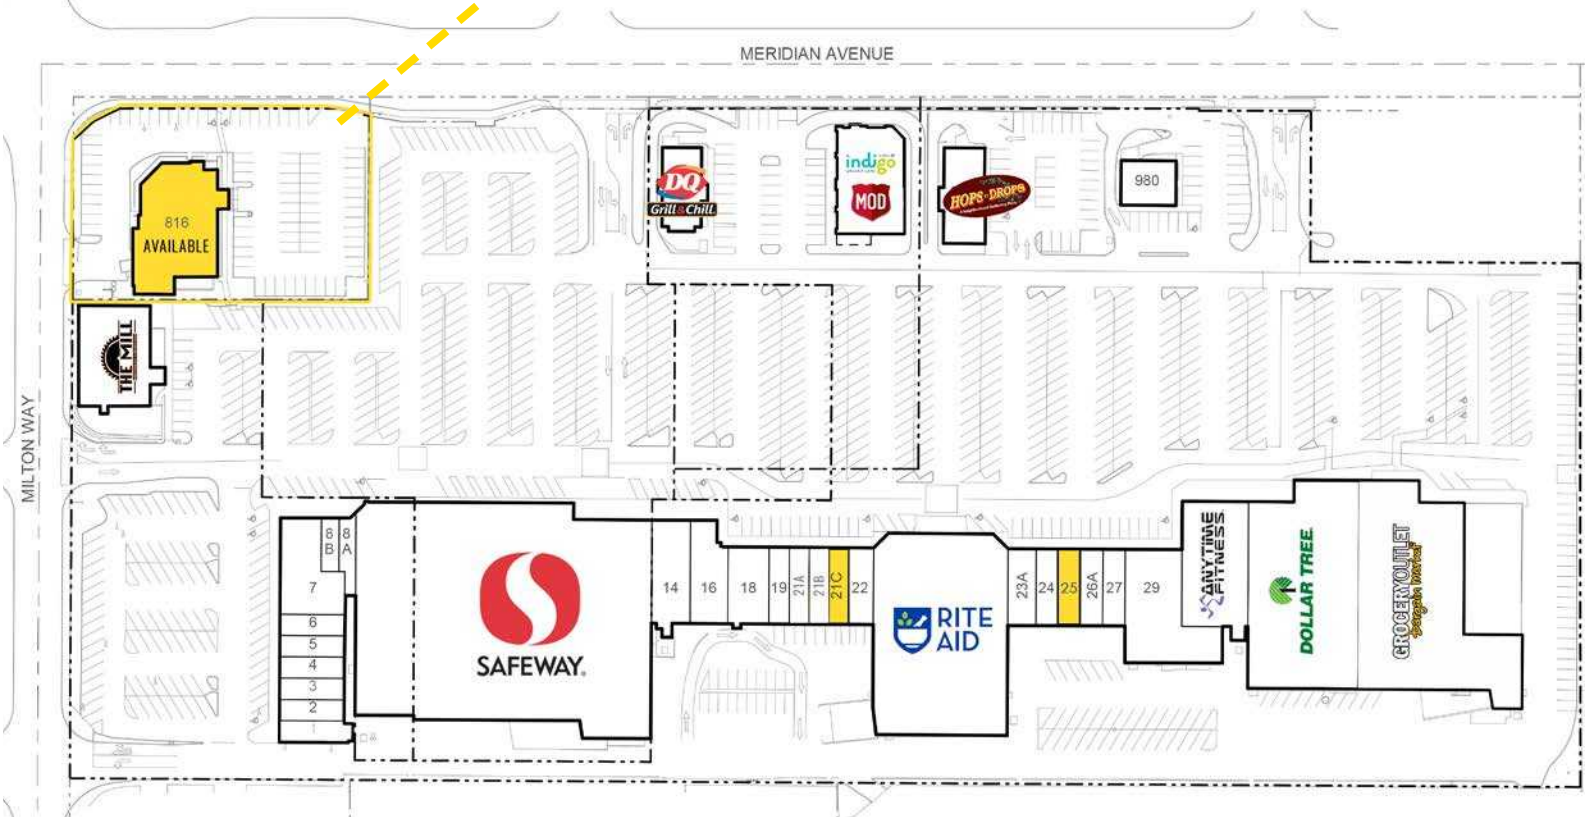 MERIDIAN AVENUE
MILTON WAY
816
AVAILABLE
THE MILL
DQ
Grill & Chill
indigo
MOD
HOPS n DROPS
980
8
B
8
A
7
6
5
4
3
2
1
SAFEWAY
14
16
18
19
21A
21B
21C
22
RITE
AID
23A
24
25
26A
27
29
ANYTIME
FITNESS
DOLLAR TREE
GROCERY OUTLET
bargain market